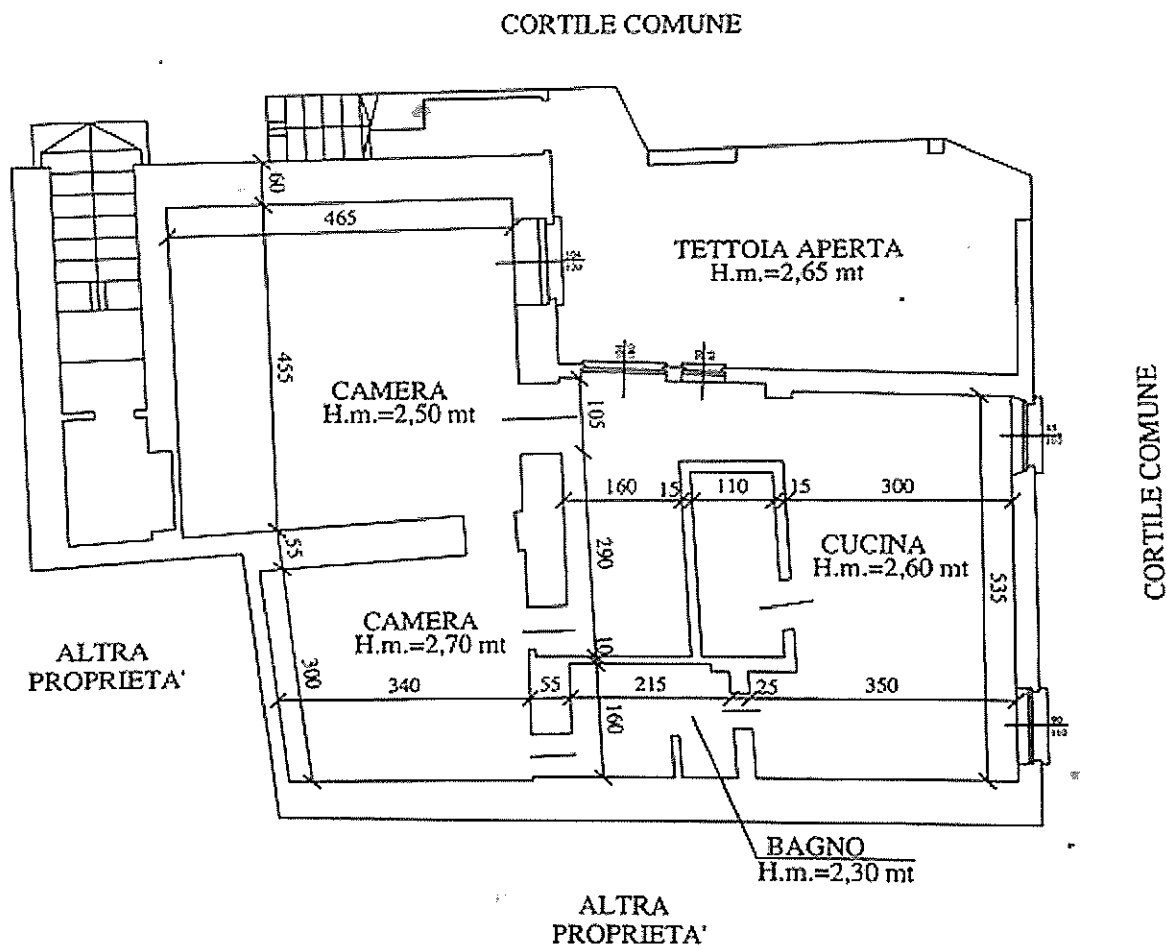 CORTILE COMUNE
60
465
TETTOIA APERTA
H.m.=2,65 mt
455
CAMERA
H.m.=2,50 mt
105
CORTILE COMUNE
160
15
110
15
300
55
290
CUCINA
H.m.=2,60 mt
535
CAMERA
H.m.=2,70 mt
10
ALTRA
PROPRIETA'
300
340
55
215
25
350
160
BAGNO
H.m.=2,30 mt
ALTRA
PROPRIETA'